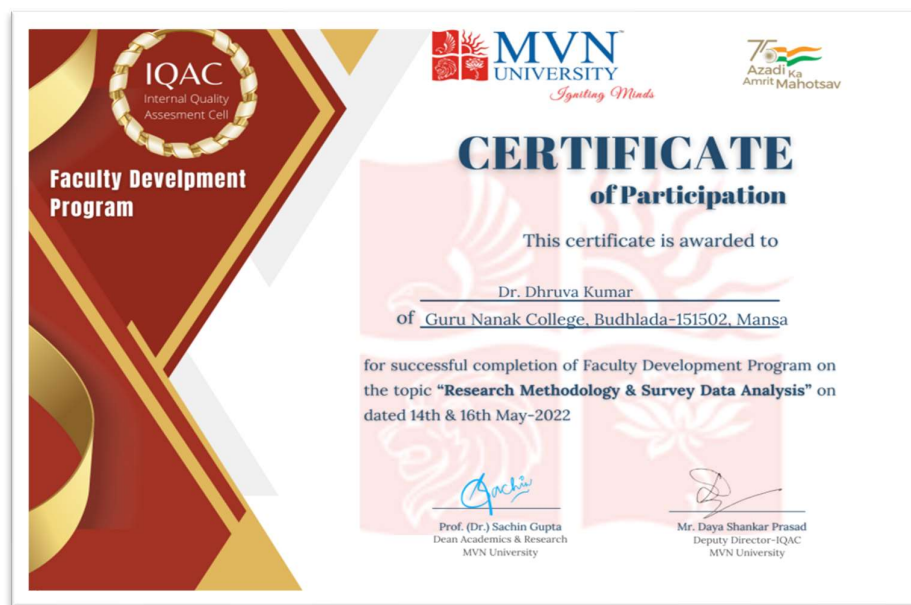 IQAC
Internal Quality
Assesment Cell
Faculty Develpment
Program
MVN
UNIVERSITY
Igniting Minds
75
Azadi Ka
Amrit Mahotsav
CERTIFICATE
of Participation
This certificate is awarded to
Dr. Dhruva Kumar
of Guru Nanak College, Budhlada-151502, Mansa
for successful completion of Faculty Development Program on
the topic “Research Methodology & Survey Data Analysis” on
dated 14th & 16th May-2022
Sachin
Prof. (Dr.) Sachin Gupta
Dean Academics & Research
MVN University
Mr. Daya Shankar Prasad
Deputy Director-IQAC
MVN University